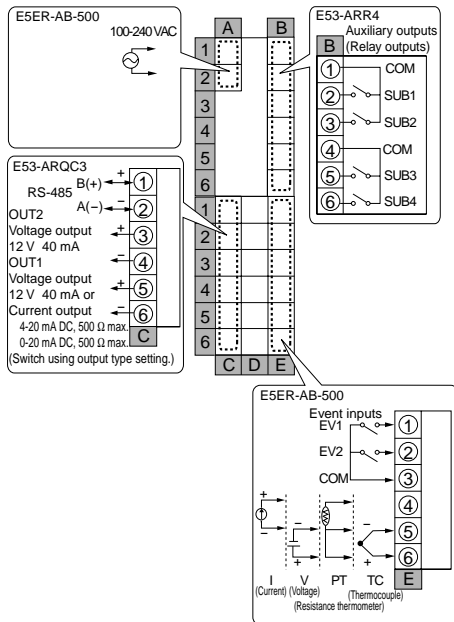 E5ER-AB-500
100-240 VAC
A
B
1
2
3
4
5
6
1
2
3
4
5
6
C D E
E53-ARR4
Auxiliary outputs
(Relay outputs)
B
1 COM
2 SUB1
3 SUB2
4 COM
5 SUB3
6 SUB4
E53-ARQC3
RS-485
B(+) + 1
A(−) − 2
OUT2
Voltage output
12 V 40 mA
+ 3
− 4
OUT1
Voltage output
12 V 40 mA or
Current output
+ 5
− 6
4-20 mA DC, 500 Ω max.
0-20 mA DC, 500 Ω max.
(Switch using output type setting.)
C
E5ER-AB-500
Event inputs
EV1 1
EV2 2
COM 3
4
5
6
E
+ −
− +
− +
I V PT TC
(Current) (Voltage) (Resistance thermometer) (Thermocouple)